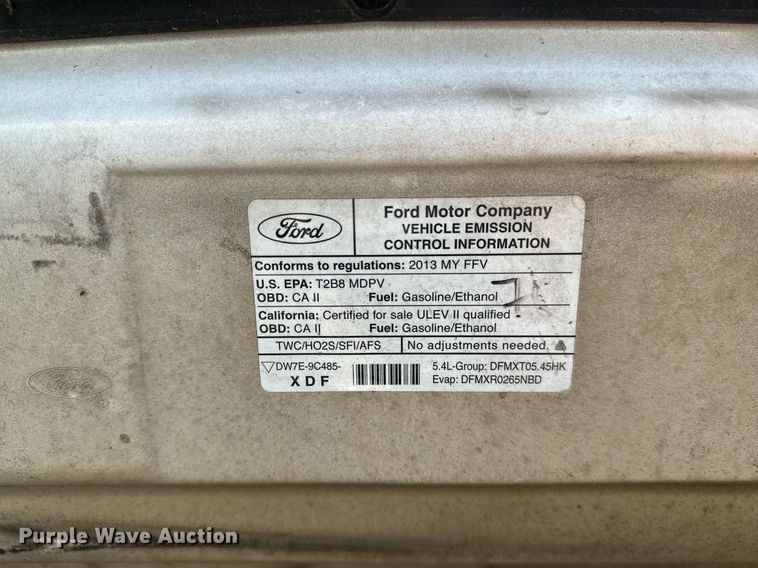 Ford
Ford Motor Company
VEHICLE EMISSION
CONTROL INFORMATION
Conforms to regulations: 2013 MY FFV
U.S. EPA: T2B8 MDPV
OBD: CA II Fuel: Gasoline/Ethanol
California: Certified for sale ULEV II qualified
OBD: CA II Fuel: Gasoline/Ethanol
TWC/HO2S/SFI/AFS No adjustments needed.
DW7E-9C485- 5.4L-Group: DFMXT05.45HK
XDF Evap: DFMXR0265NBD
Ford
Purple Wave Auction